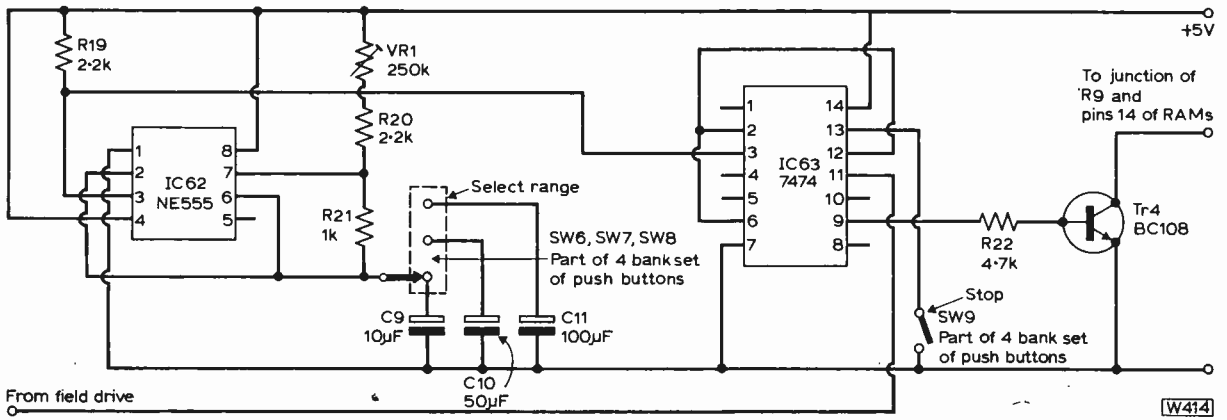 +5V
R19
2·2k
VR1
250k
R20
2·2k
R21
1k
1
2
3
4
8
7
6
5
IC62
NE555
Select range
SW6, SW7, SW8
Part of 4 bank set
of push buttons
C9
10µF
C10
50µF
C11
100µF
1
2
3
4
5
6
7
14
13
12
11
10
9
8
IC63
7474
To junction of
R9 and
pins 14 of RAMs
R22
4·7k
Tr4
BC108
Stop
SW9
Part of 4 bank set
of push buttons
From field drive
W414